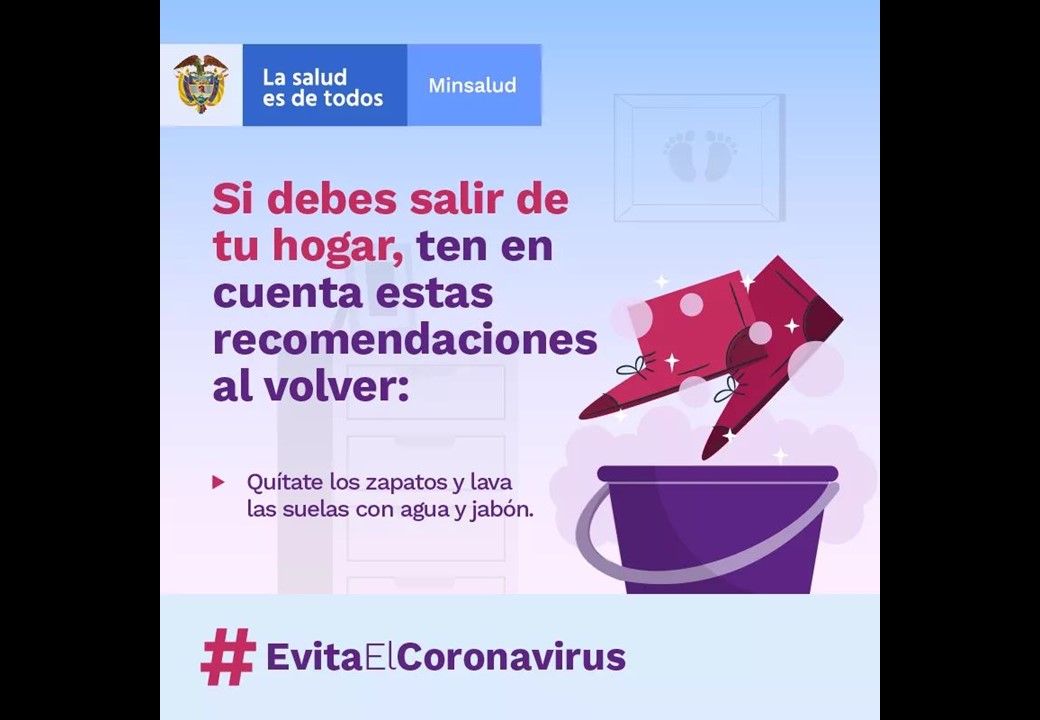 La salud
es de todos
Minsalud
Si debes salir de
tu hogar, ten en
cuenta estas
recomendaciones
al volver:
Quítate los zapatos y lava
las suelas con agua y jabón.
#EvitaElCoronavirus